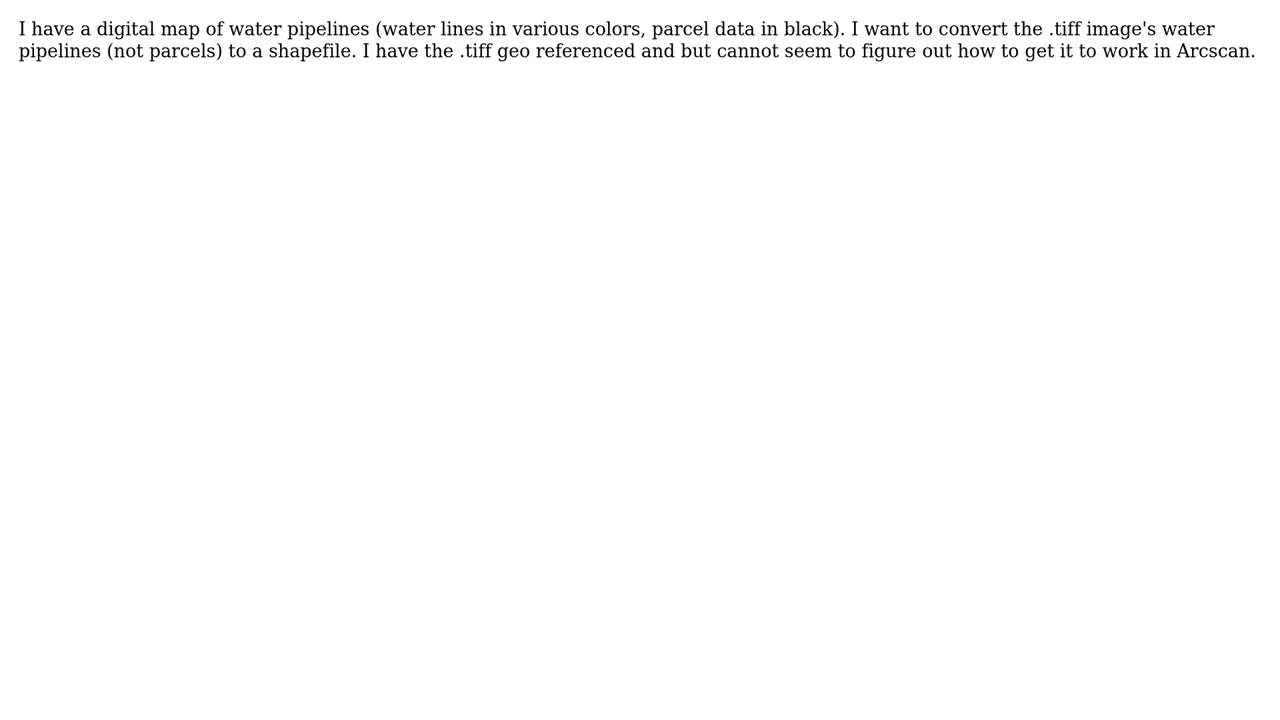 I have a digital map of water pipelines (water lines in various colors, parcel data in black). I want to convert the .tiff image's water
pipelines (not parcels) to a shapefile. I have the .tiff geo referenced and but cannot seem to figure out how to get it to work in Arcscan.